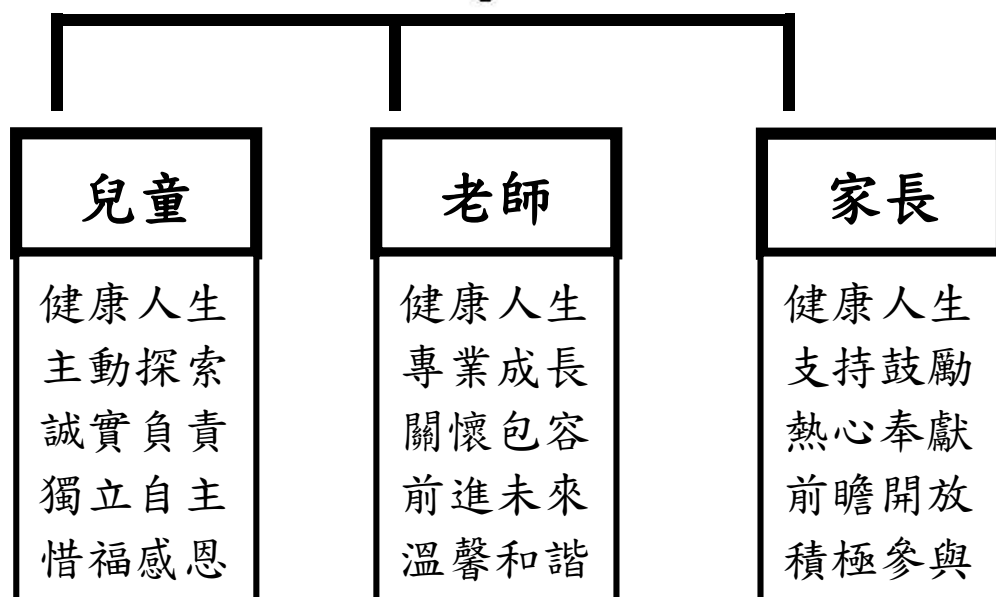 兒童
健康人生
主動探索
誠實負責
獨立自主
惜福感恩
老師
健康人生
專業成長
關懷包容
前進未來
溫馨和諧
家長
健康人生
支持鼓勵
熱心奉獻
前瞻開放
積極參與